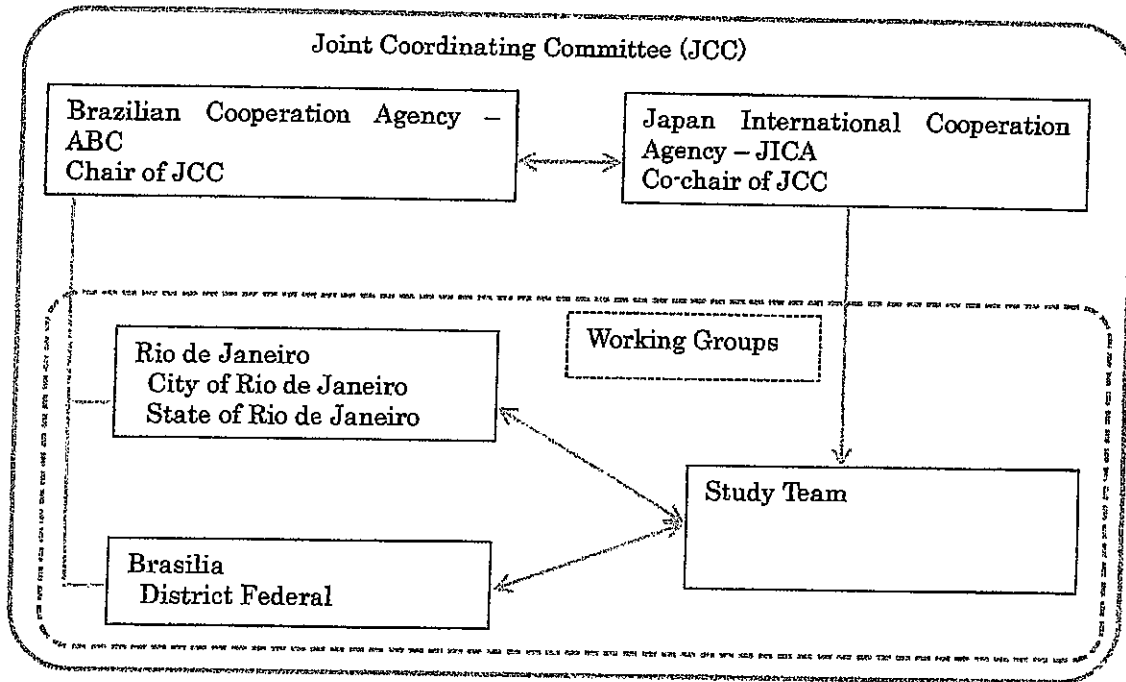 Joint Coordinating Committee (JCC)
Brazilian Cooperation Agency –
ABC
Chair of JCC
Japan International Cooperation
Agency – JICA
Co-chair of JCC
Working Groups
Rio de Janeiro
City of Rio de Janeiro
State of Rio de Janeiro
Study Team
Brasilia
District Federal